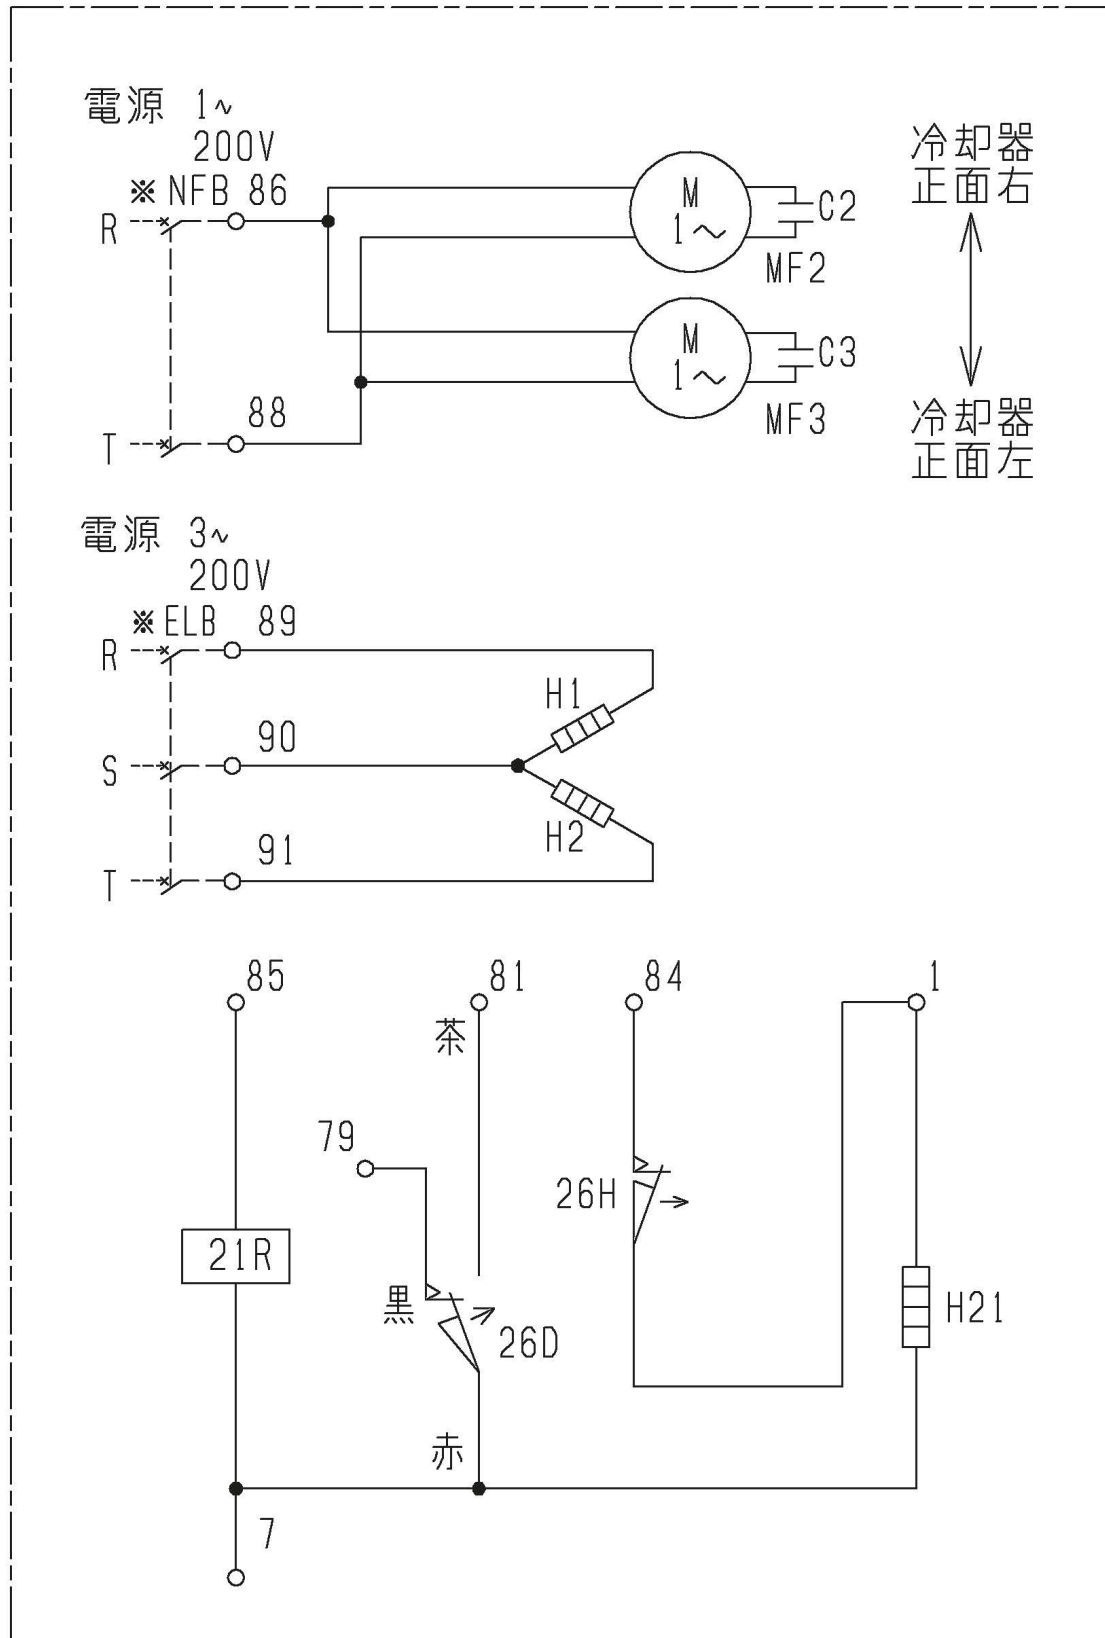 電源 1~
200V
※NFB 86
R
88
T
M
1~
C2
MF2
M
1~
C3
MF3
冷却器
正面右
冷却器
正面左
電源 3~
200V
※ELB 89
R
90
S
91
T
H1
H2
85
81
84
1
茶
79
26H
21R
黒
26D
H21
赤
7